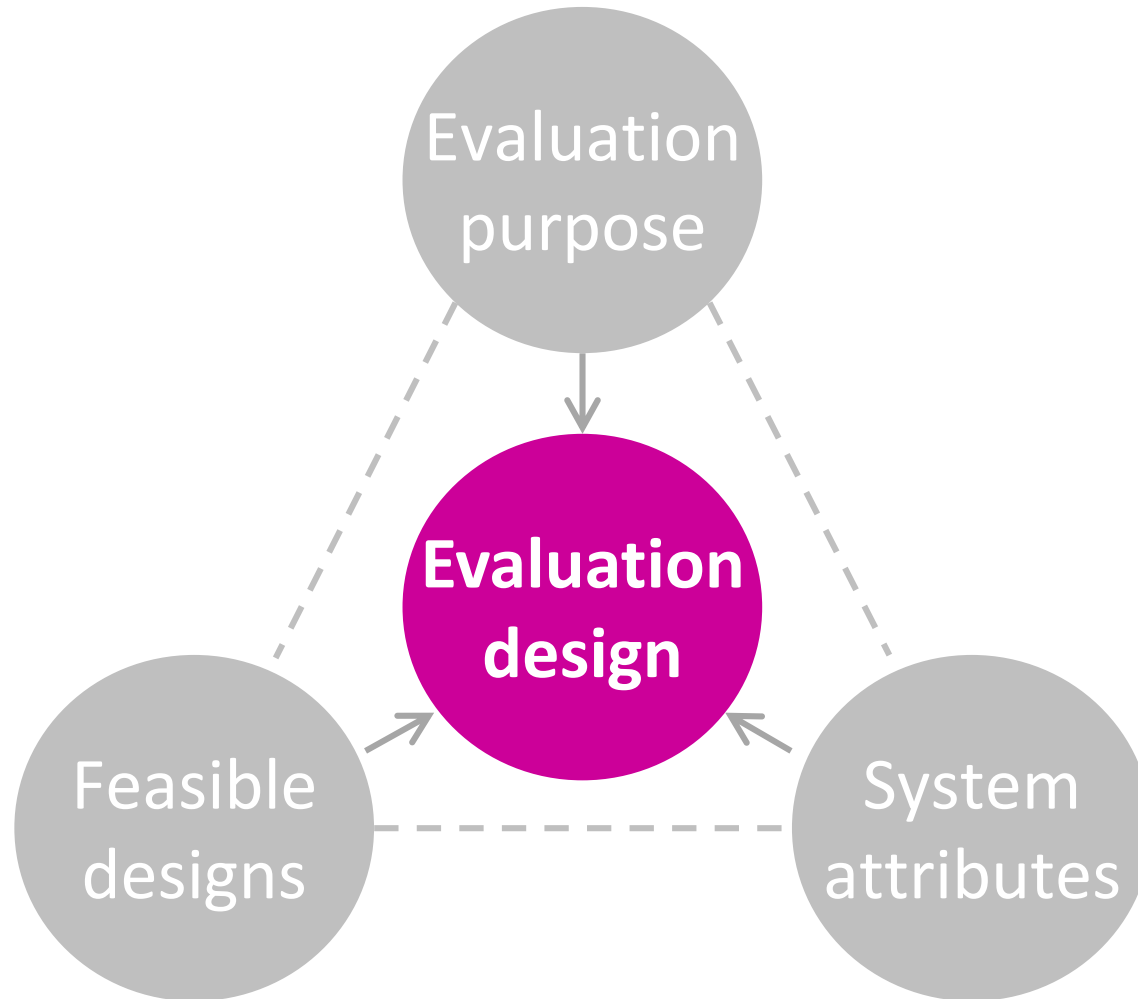 Evaluation
purpose
Evaluation
design
Feasible
designs
System
attributes